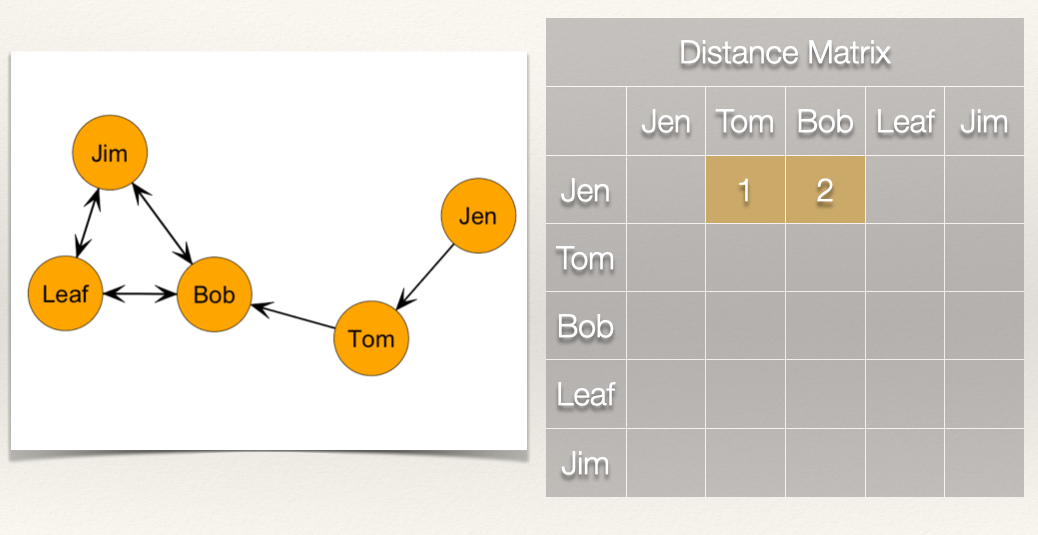 Jim
Jen
Leaf
Bob
Tom
Distance Matrix
Jen Tom Bob Leaf Jim
Jen 1 2
Tom
Bob
Leaf
Jim